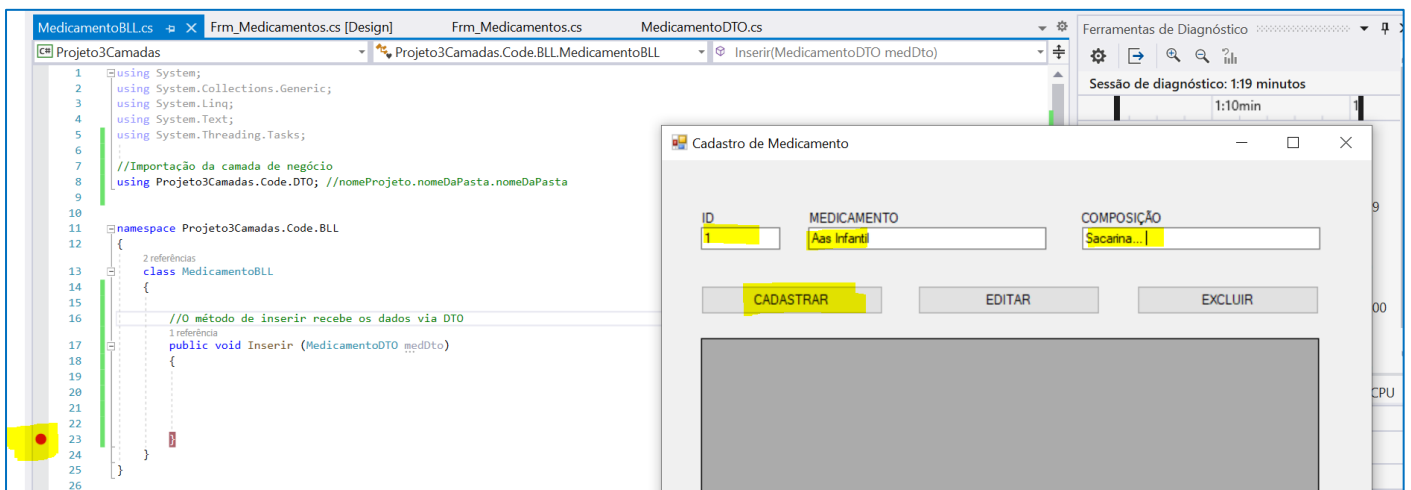 MedicamentoBLL.cs Frm_Medicamentos.cs [Design] Frm_Medicamentos.cs MedicamentoDTO.cs
C# Projeto3Camadas Projeto3Camadas.Code.BLL.MedicamentoBLL Inserir(MedicamentoDTO medDto)
1 using System;
2 using System.Collections.Generic;
3 using System.Linq;
4 using System.Text;
5 using System.Threading.Tasks;
6
7 //Importação da camada de negócio
8 using Projeto3Camadas.Code.DTO; //nomeProjeto.nomeDaPasta.nomeDaPasta
9
10
11 namespace Projeto3Camadas.Code.BLL
12 {
2 referências
13 class MedicamentoBLL
14 {
15
16 //O método de inserir recebe os dados via DTO
1 referência
17 public void Inserir (MedicamentoDTO medDto)
18 {
19
20
21
22
23 }
24 }
25 }
26
Ferramentas de Diagnóstico
Sessão de diagnóstico: 1:19 minutos
1:10min 1
9
00
CPU
Cadastro de Medicamento
ID MEDICAMENTO COMPOSIÇÃO
1 Aas Infantil Sacarina...
CADASTRAR EDITAR EXCLUIR